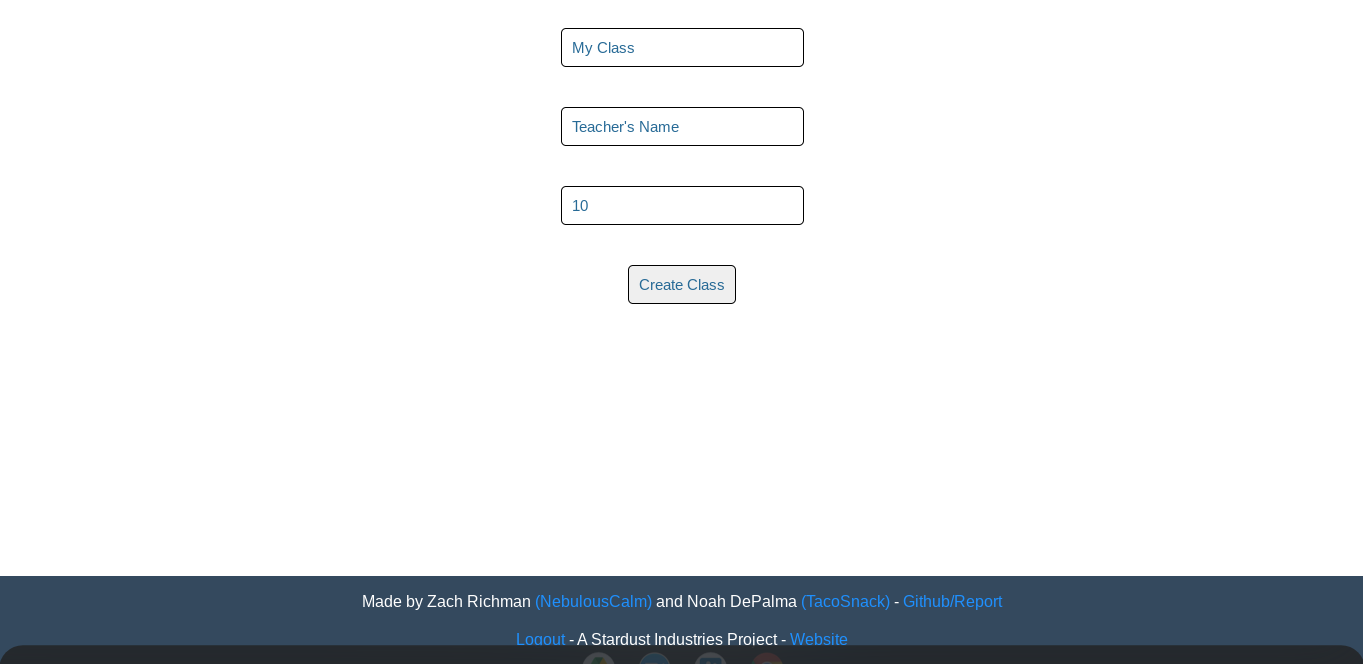 My Class
Teacher's Name
10
Create Class
Made by Zach Richman (NebulousCalm) and Noah DePalma (TacoSnack) - Github/Report
Logout - A Stardust Industries Project - Website